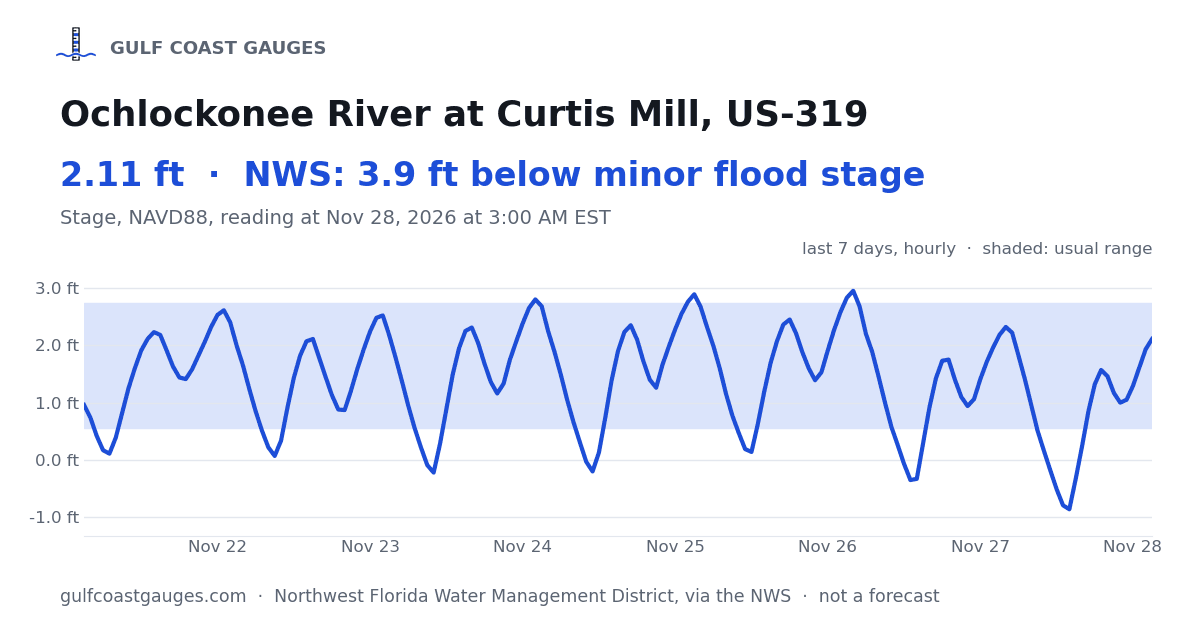 GULF COAST GAUGES
Ochlockonee River at Curtis Mill, US-319
2.11 ft · NWS: 3.9 ft below minor flood stage
Stage, NAVD88, reading at Nov 28, 2026 at 3:00 AM EST
last 7 days, hourly · shaded: usual range
3.0 ft
2.0 ft
1.0 ft
0.0 ft
-1.0 ft
Nov 22 Nov 23 Nov 24 Nov 25 Nov 26 Nov 27 Nov 28
gulfcoastgauges.com · Northwest Florida Water Management District, via the NWS · not a forecast